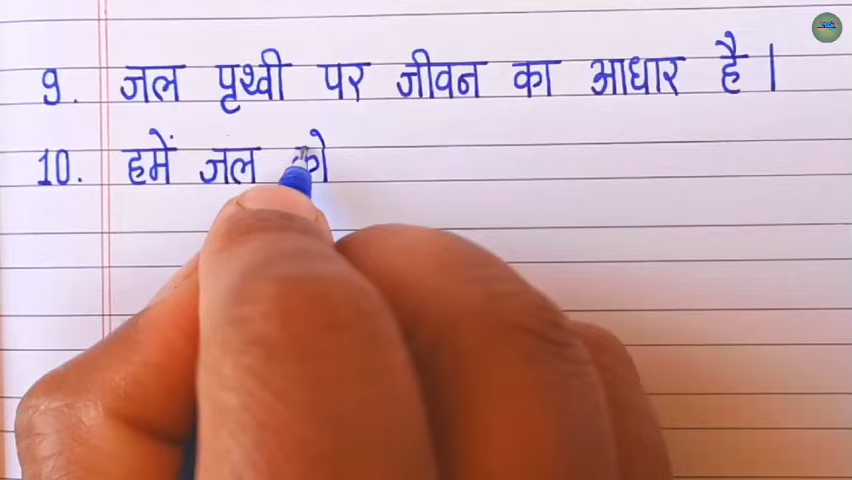 9. जल पृथ्वी पर जीवन का आधार है।
10. हमें जल को